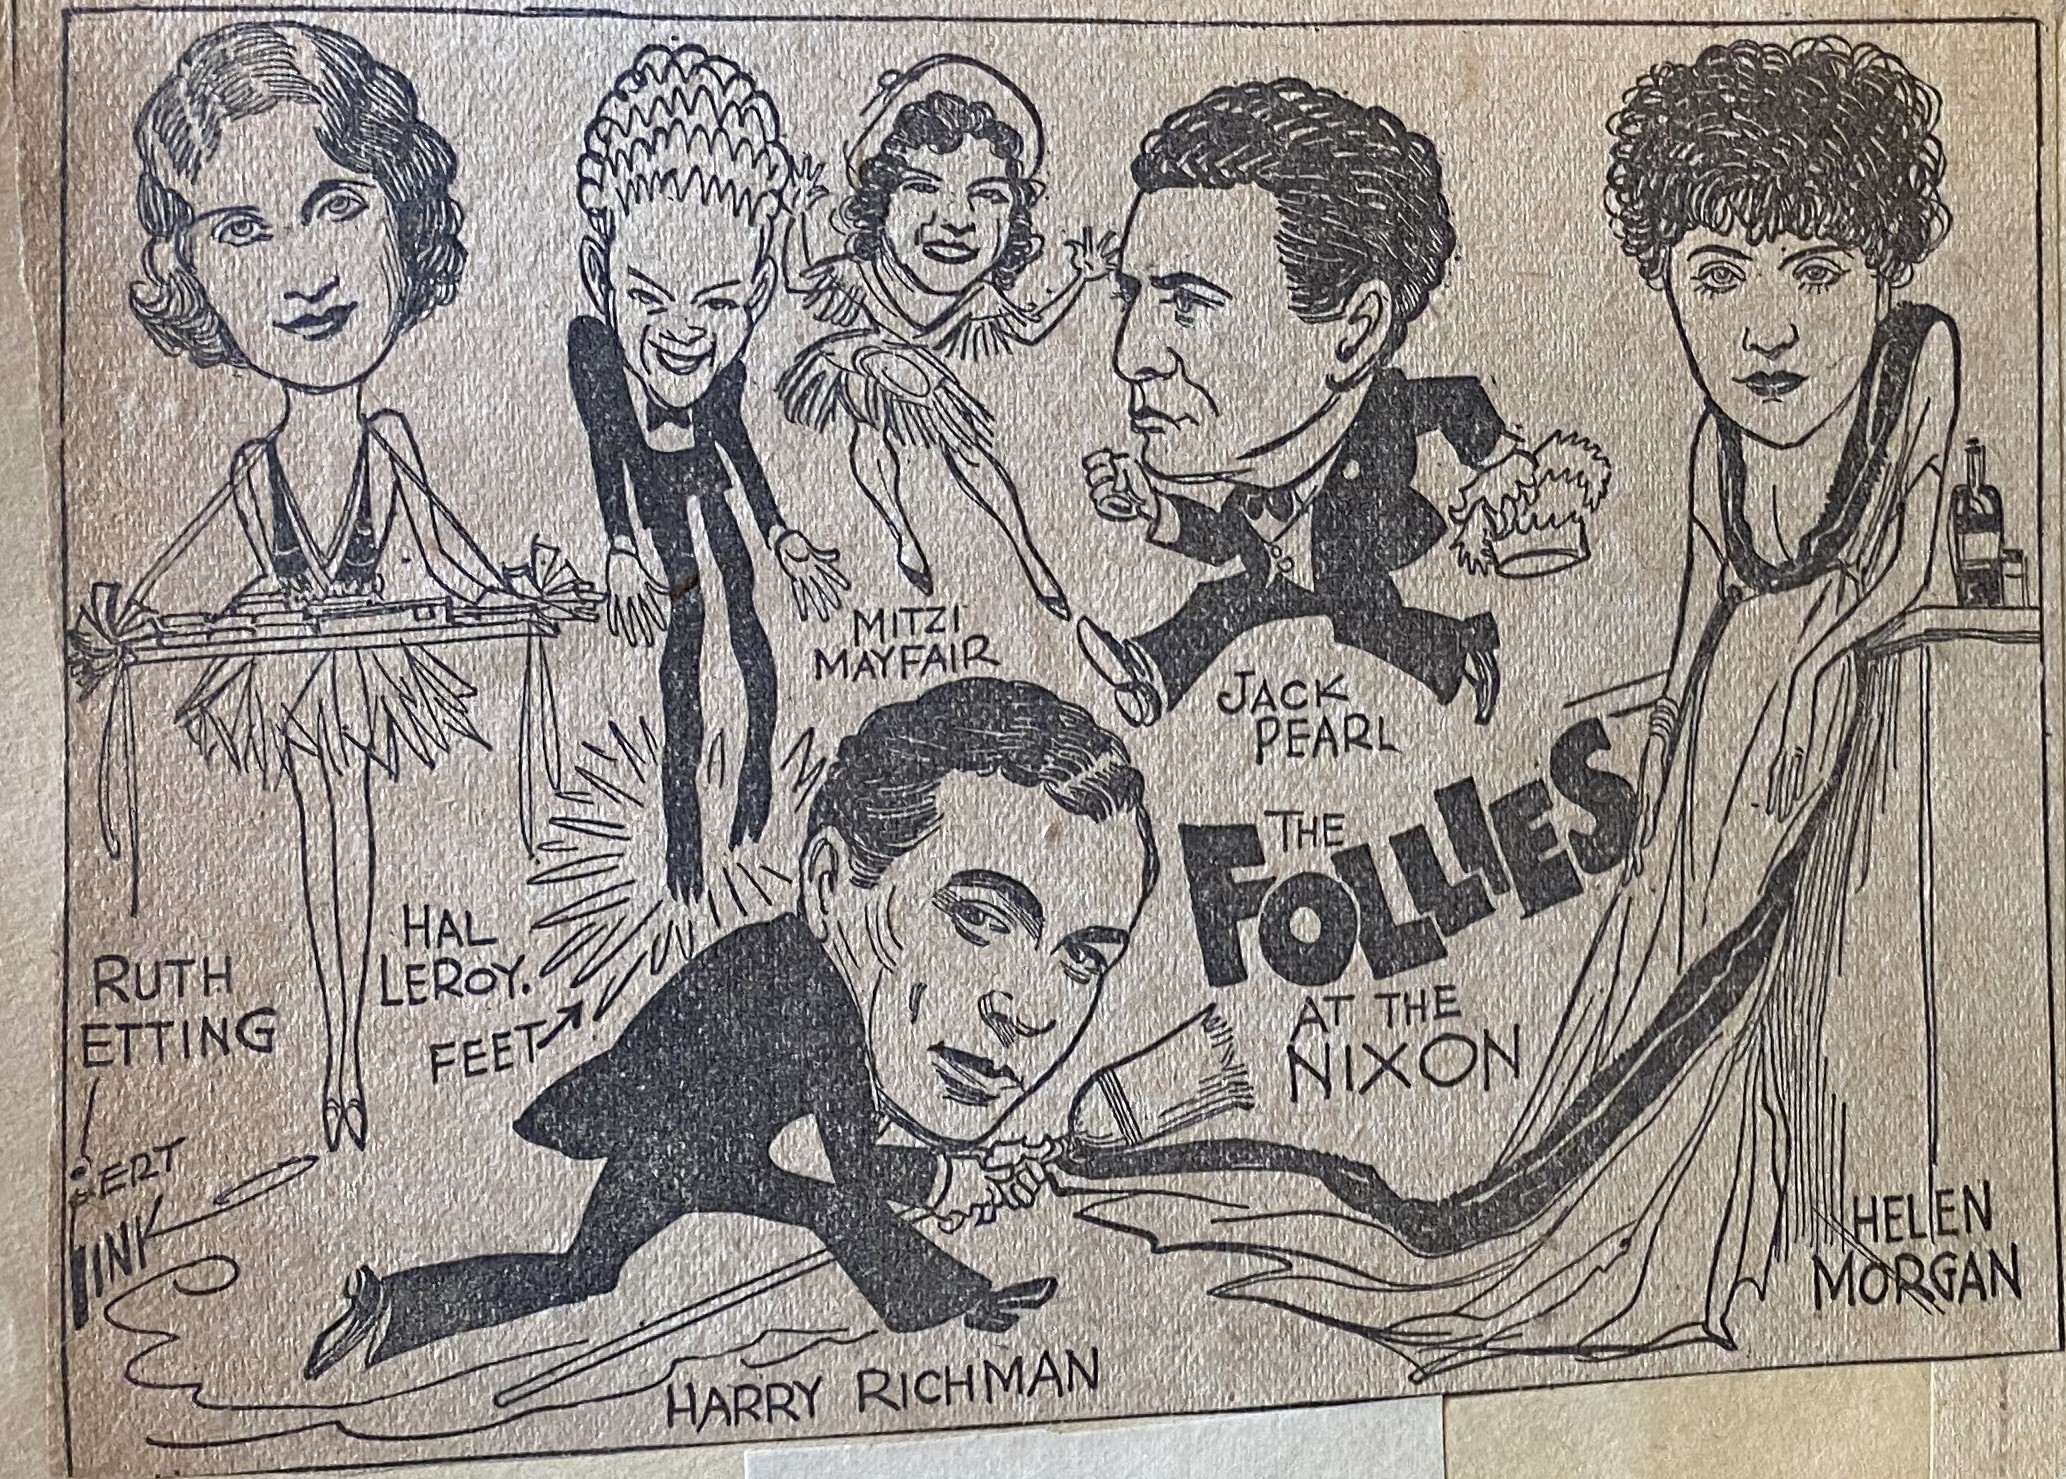 MITZI
MAYFAIR
JACK
PEARL
THE
FOLLIES
AT THE
NIXON
HAL
LEROY.
FEET
RUTH
ETTING
HELEN
MORGAN
HARRY RICHMAN